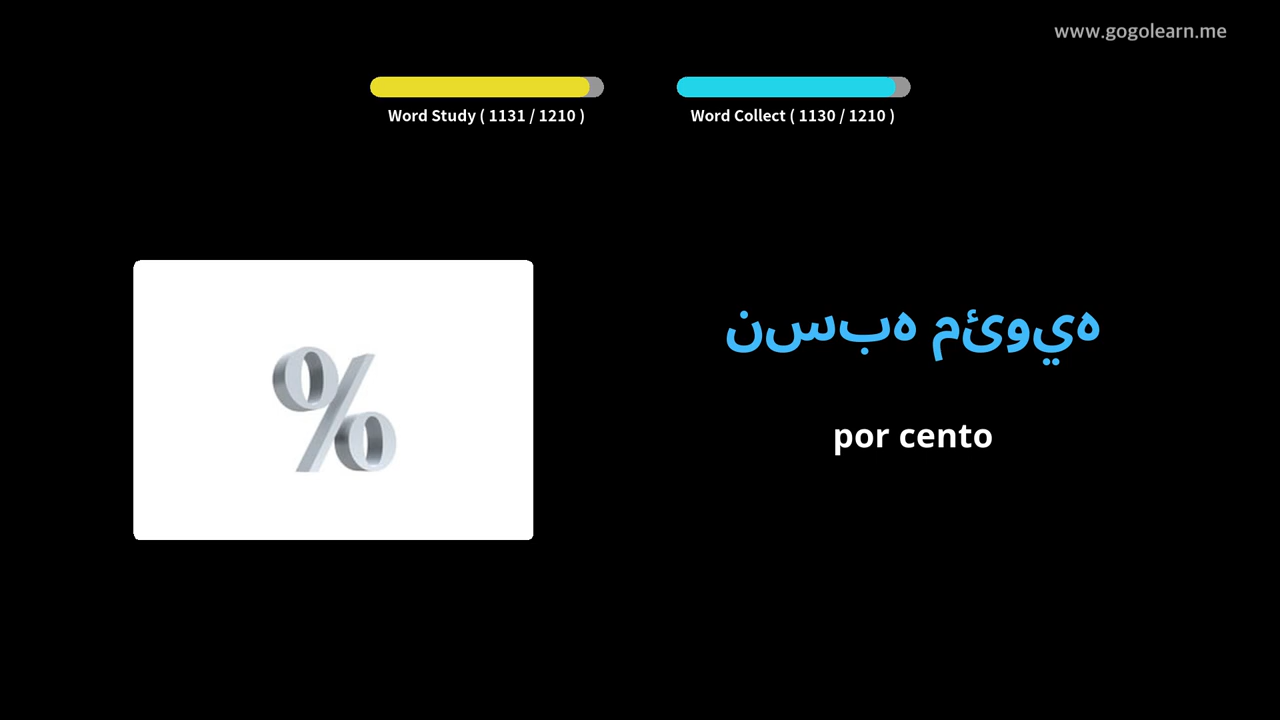 www.gogolearn.me
Word Study ( 1131 / 1210 )
Word Collect ( 1130 / 1210 )
نسبه مئويه
por cento